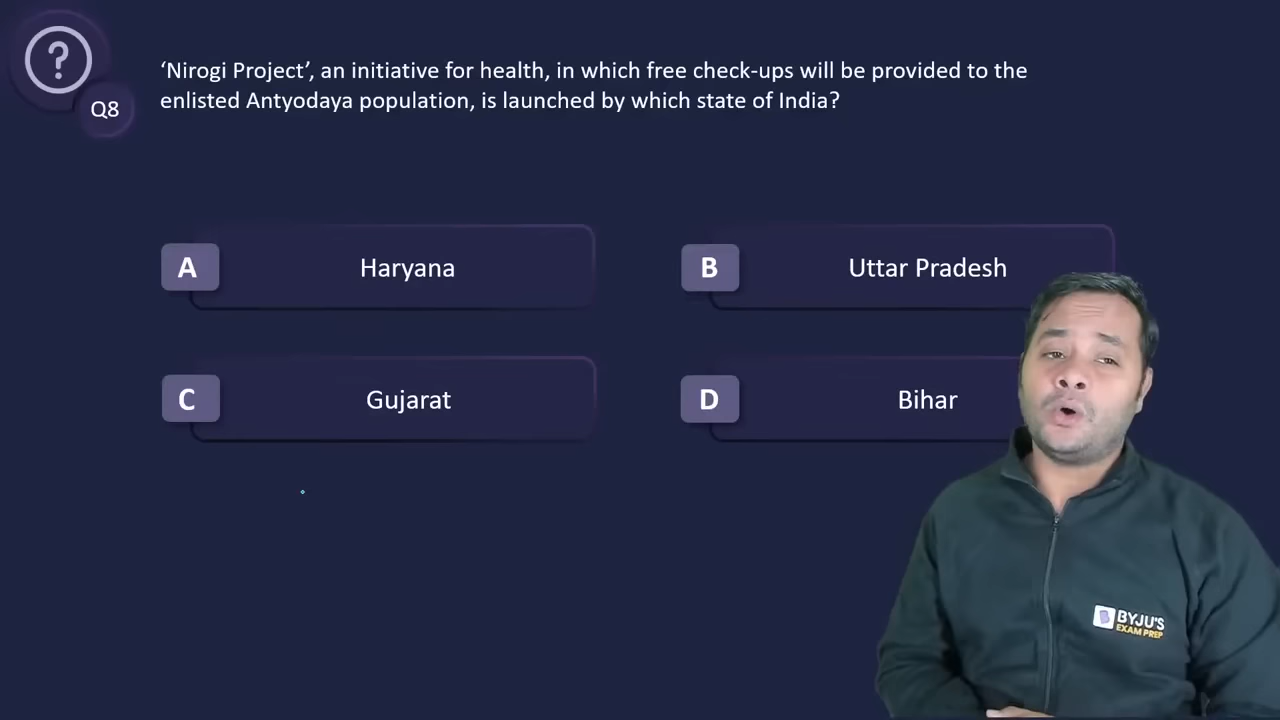 ?
Q8
‘Nirogi Project’, an initiative for health, in which free check-ups will be provided to the
enlisted Antyodaya population, is launched by which state of India?
A Haryana
B Uttar Pradesh
C Gujarat
D Bihar
BYJU'S
EXAM PREP